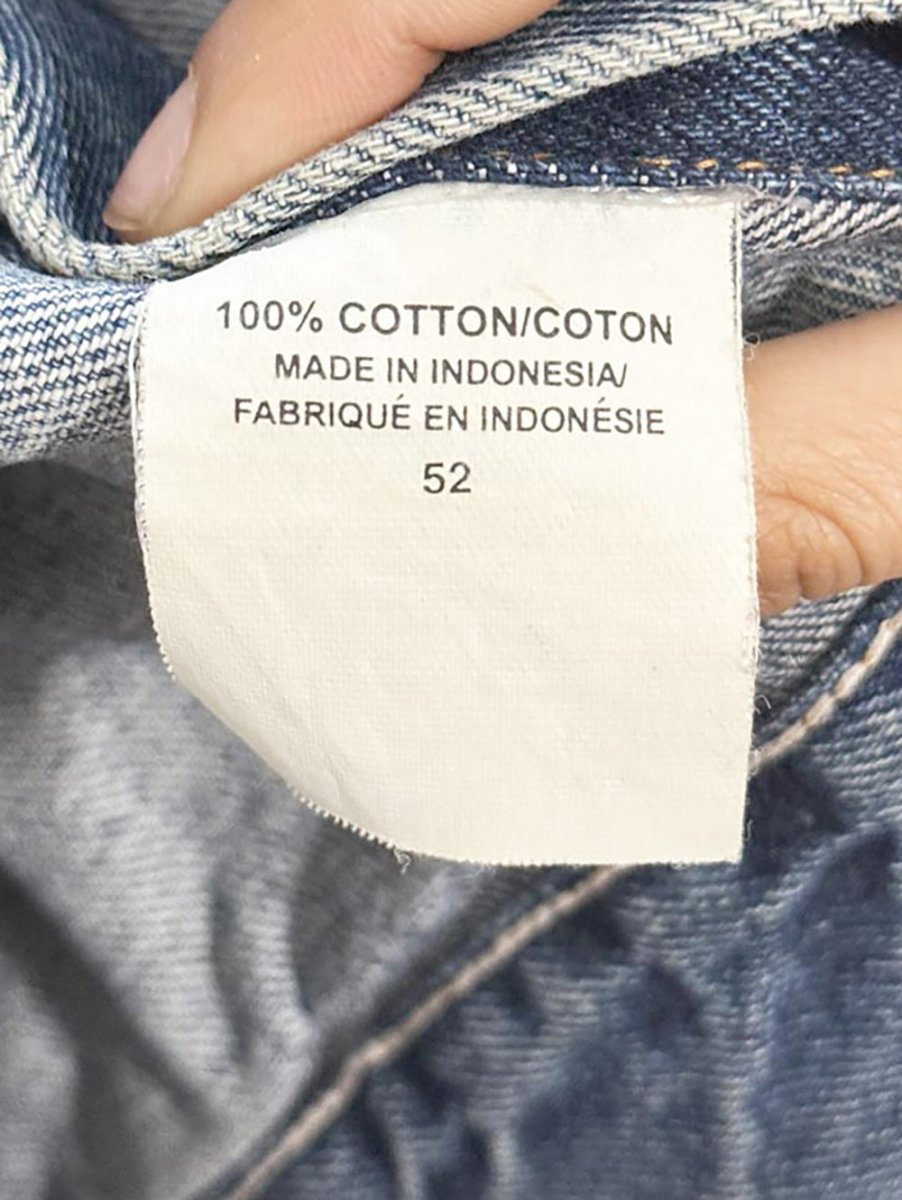 100% COTTON/COTON
MADE IN INDONESIA/
FABRIQUÉ EN INDONÉSIE
52